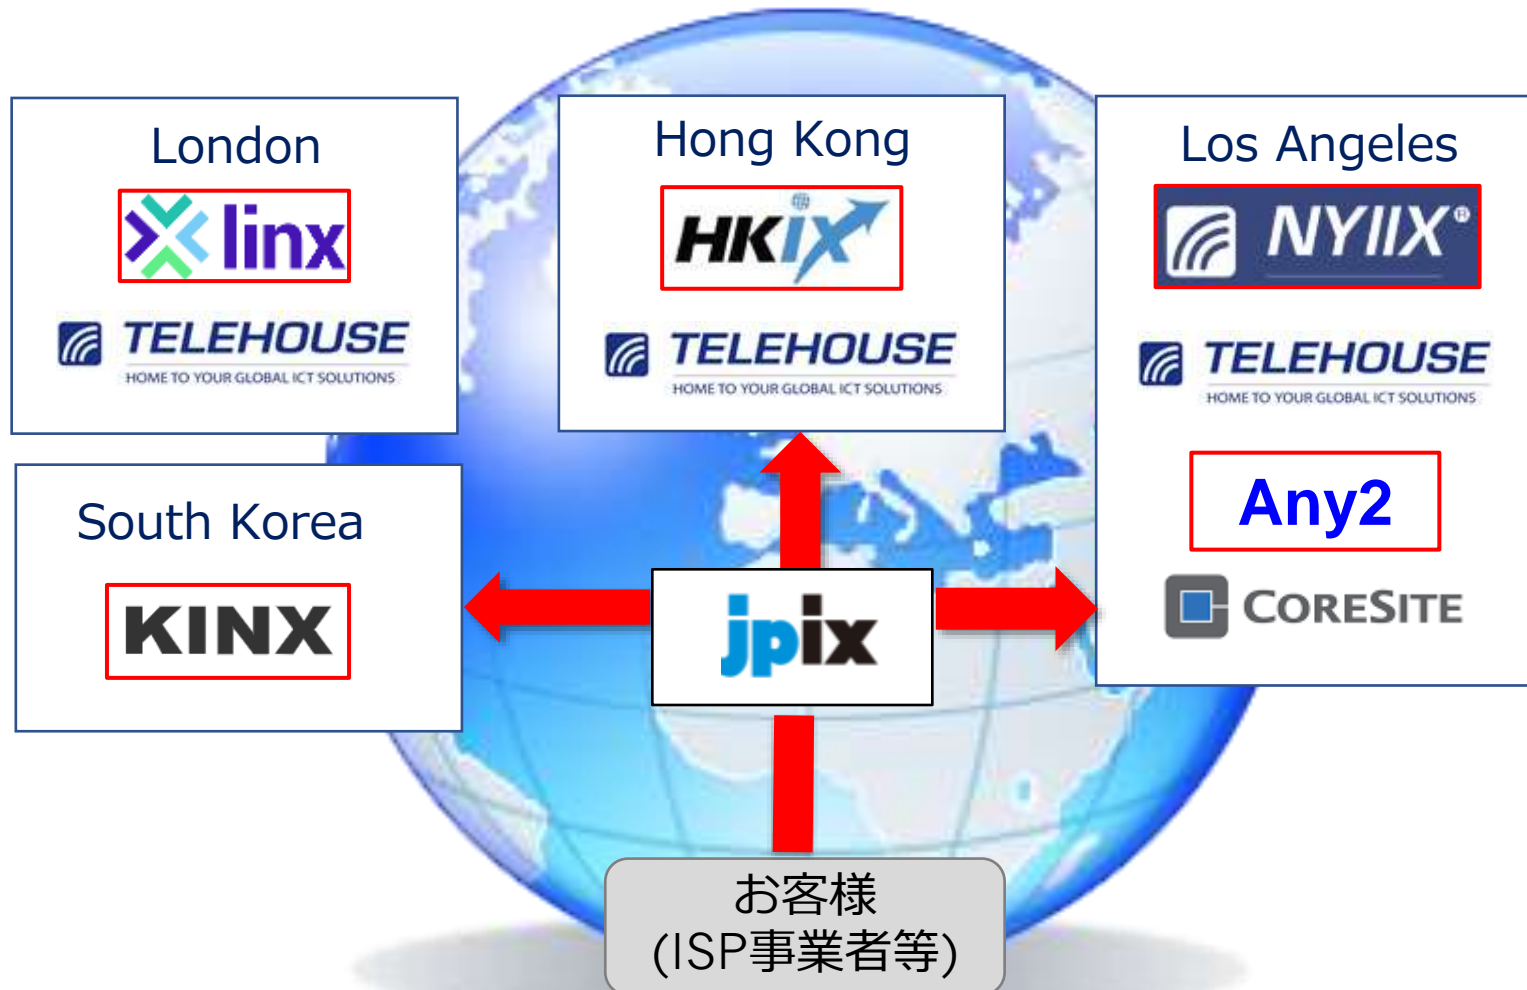 London
linx
TELEHOUSE
HOME TO YOUR GLOBAL ICT SOLUTIONS
Hong Kong
HKIX
TELEHOUSE
HOME TO YOUR GLOBAL ICT SOLUTIONS
Los Angeles
NYIIX®
TELEHOUSE
HOME TO YOUR GLOBAL ICT SOLUTIONS
Any2
CORESITE
South Korea
KINX
jpix
お客様
(ISP事業者等)